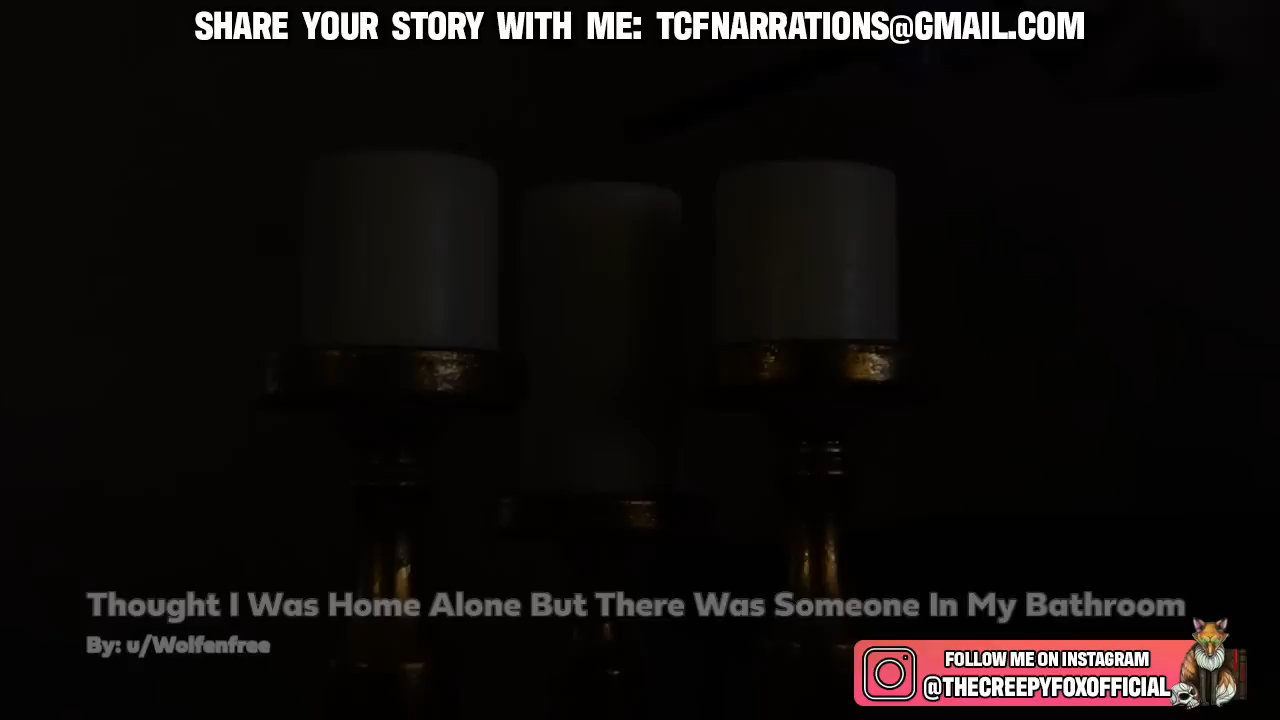 SHARE YOUR STORY WITH ME: TCFNARRATIONS@GMAIL.COM
Thought I Was Home Alone But There Was Someone In My Bathroom
By: u/Wolfenfree
FOLLOW ME ON INSTAGRAM
@THECREEPYFOXOFFICIAL